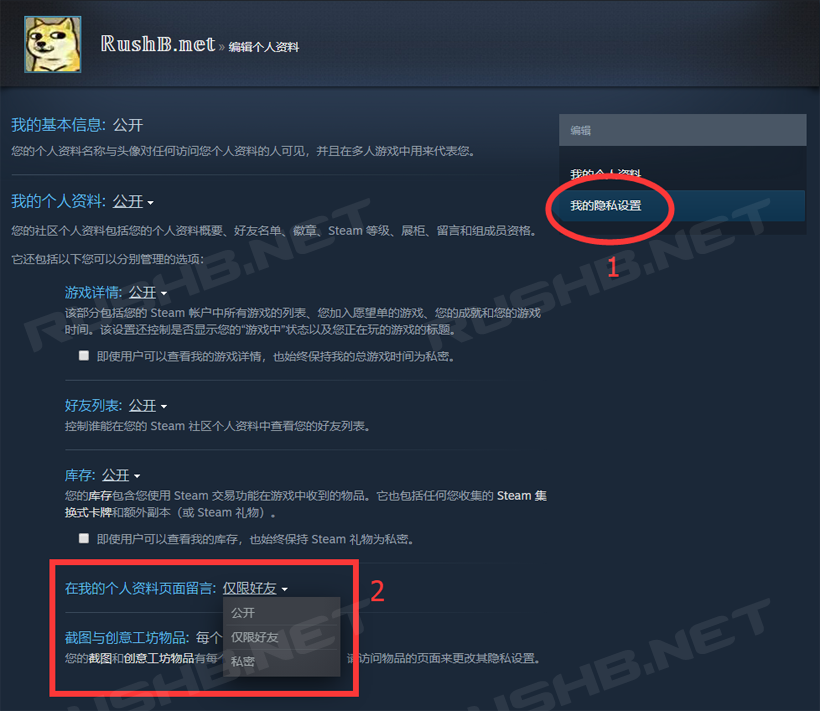 RushB.net » 编辑个人资料
我的基本信息: 公开
您的个人资料名称与头像对任何访问您个人资料的人可见，并且在多人游戏中用来代表您。
我的个人资料: 公开
您的社区个人资料包括您的个人资料概要、好友名单、徽章、Steam 等级、展柜、留言和组成员资格。
它还包括以下您可以分别管理的选项：
游戏详情: 公开
该部分包括您的 Steam 帐户中所有游戏的列表、您加入愿望单的游戏、您的成就和您的游戏
时间。该设置还控制是否显示您的“游戏中”状态以及您正在玩的游戏的标题。
即使用户可以查看我的游戏详情，也始终保持我的总游戏时间为私密。
好友列表: 公开
控制谁能在您的 Steam 社区个人资料中查看您的好友列表。
库存: 公开
您的库存包含您使用 Steam 交易功能在游戏中收到的物品。它也包括任何您收集的 Steam 集
换式卡牌和额外副本（或 Steam 礼物）。
即使用户可以查看我的库存，也始终保持 Steam 礼物为私密。
在我的个人资料页面留言: 仅限好友
公开
仅限好友
私密
2
截图与创意工坊物品: 每个
您的截图和创意工坊物品有每 请访问物品的页面来更改其隐私设置。
编辑
我的个人资料
我的隐私设置
1
RUSHB.NET
RUSHB.NET
RUSHB.NET
RUSHB.NET